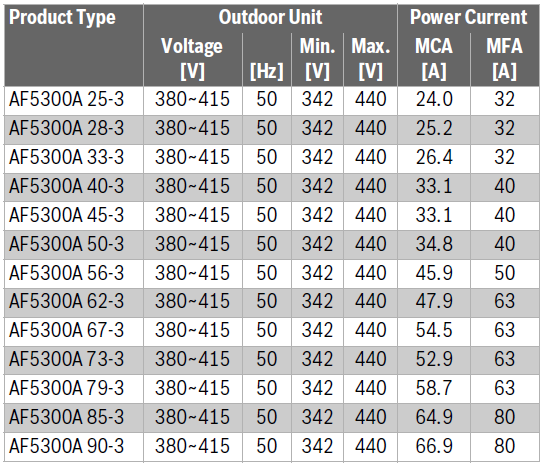 Product Type Outdoor Unit Power Current
Voltage Min. Max. MCA MFA
[V] [Hz] [V] [V] [A] [A]
AF5300A 25-3 380~415 50 342 440 24.0 32
AF5300A 28-3 380~415 50 342 440 25.2 32
AF5300A 33-3 380~415 50 342 440 26.4 32
AF5300A 40-3 380~415 50 342 440 33.1 40
AF5300A 45-3 380~415 50 342 440 33.1 40
AF5300A 50-3 380~415 50 342 440 34.8 40
AF5300A 56-3 380~415 50 342 440 45.9 50
AF5300A 62-3 380~415 50 342 440 47.9 63
AF5300A 67-3 380~415 50 342 440 54.5 63
AF5300A 73-3 380~415 50 342 440 52.9 63
AF5300A 79-3 380~415 50 342 440 58.7 63
AF5300A 85-3 380~415 50 342 440 64.9 80
AF5300A 90-3 380~415 50 342 440 66.9 80